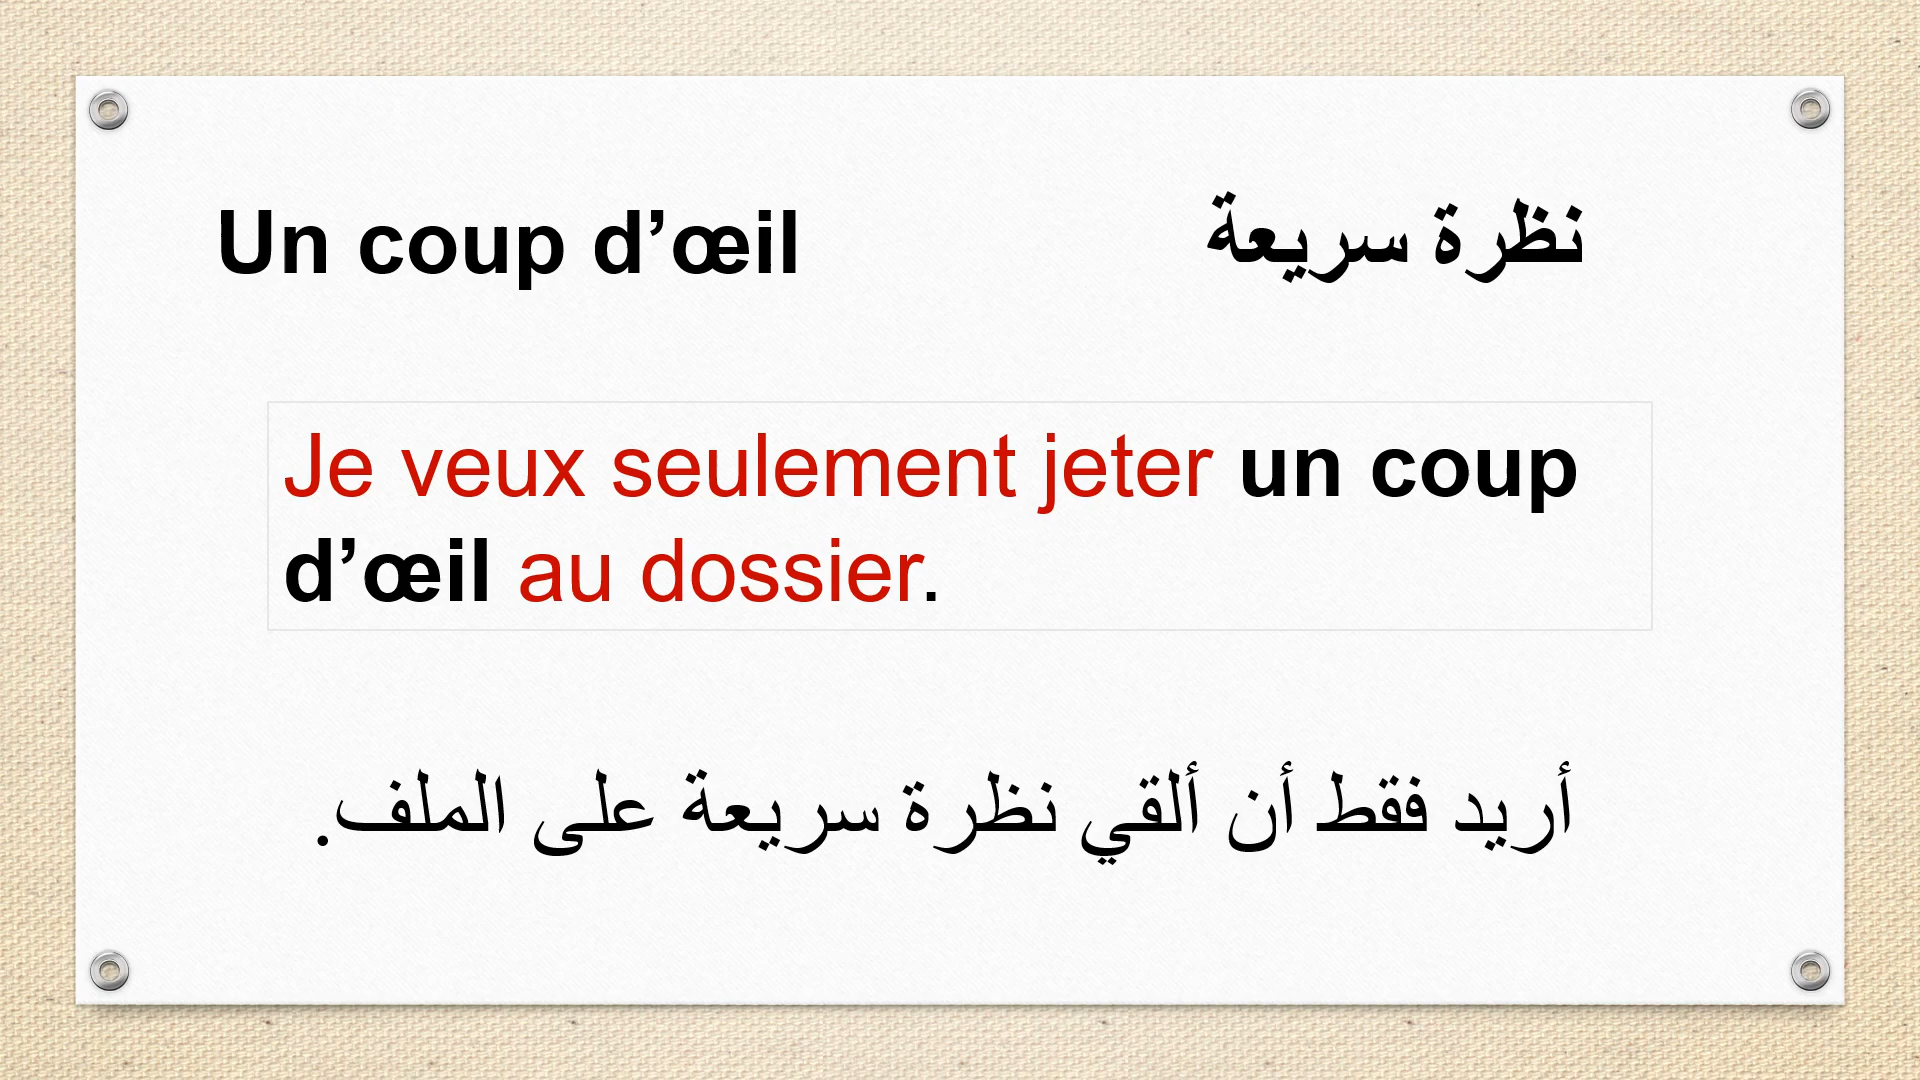 Un coup d’œil
نظرة سريعة
Je veux seulement jeter un coup
d’œil au dossier.
أريد فقط أن ألقي نظرة سريعة على الملف.